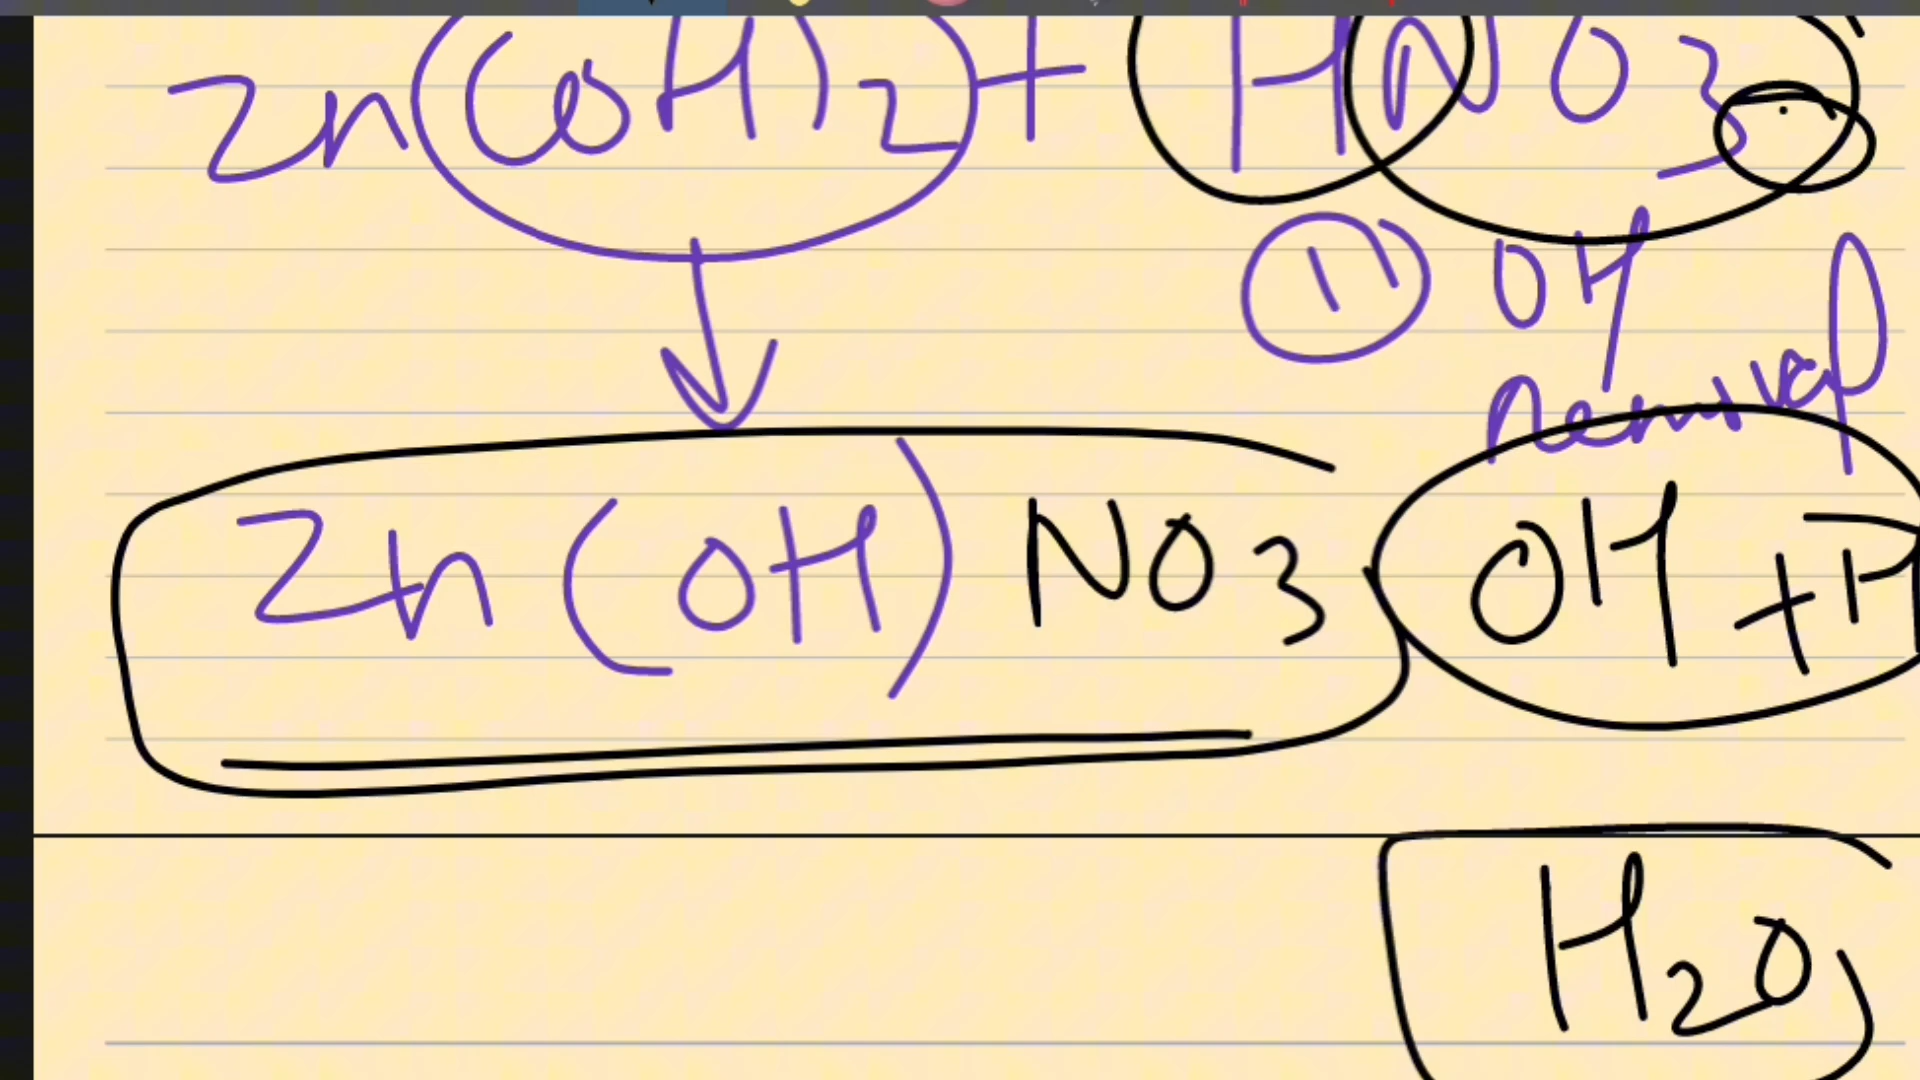 Zn(OH)2 + HNO3
1 OH
removal
Zn(OH)NO3 OH + H
H2O